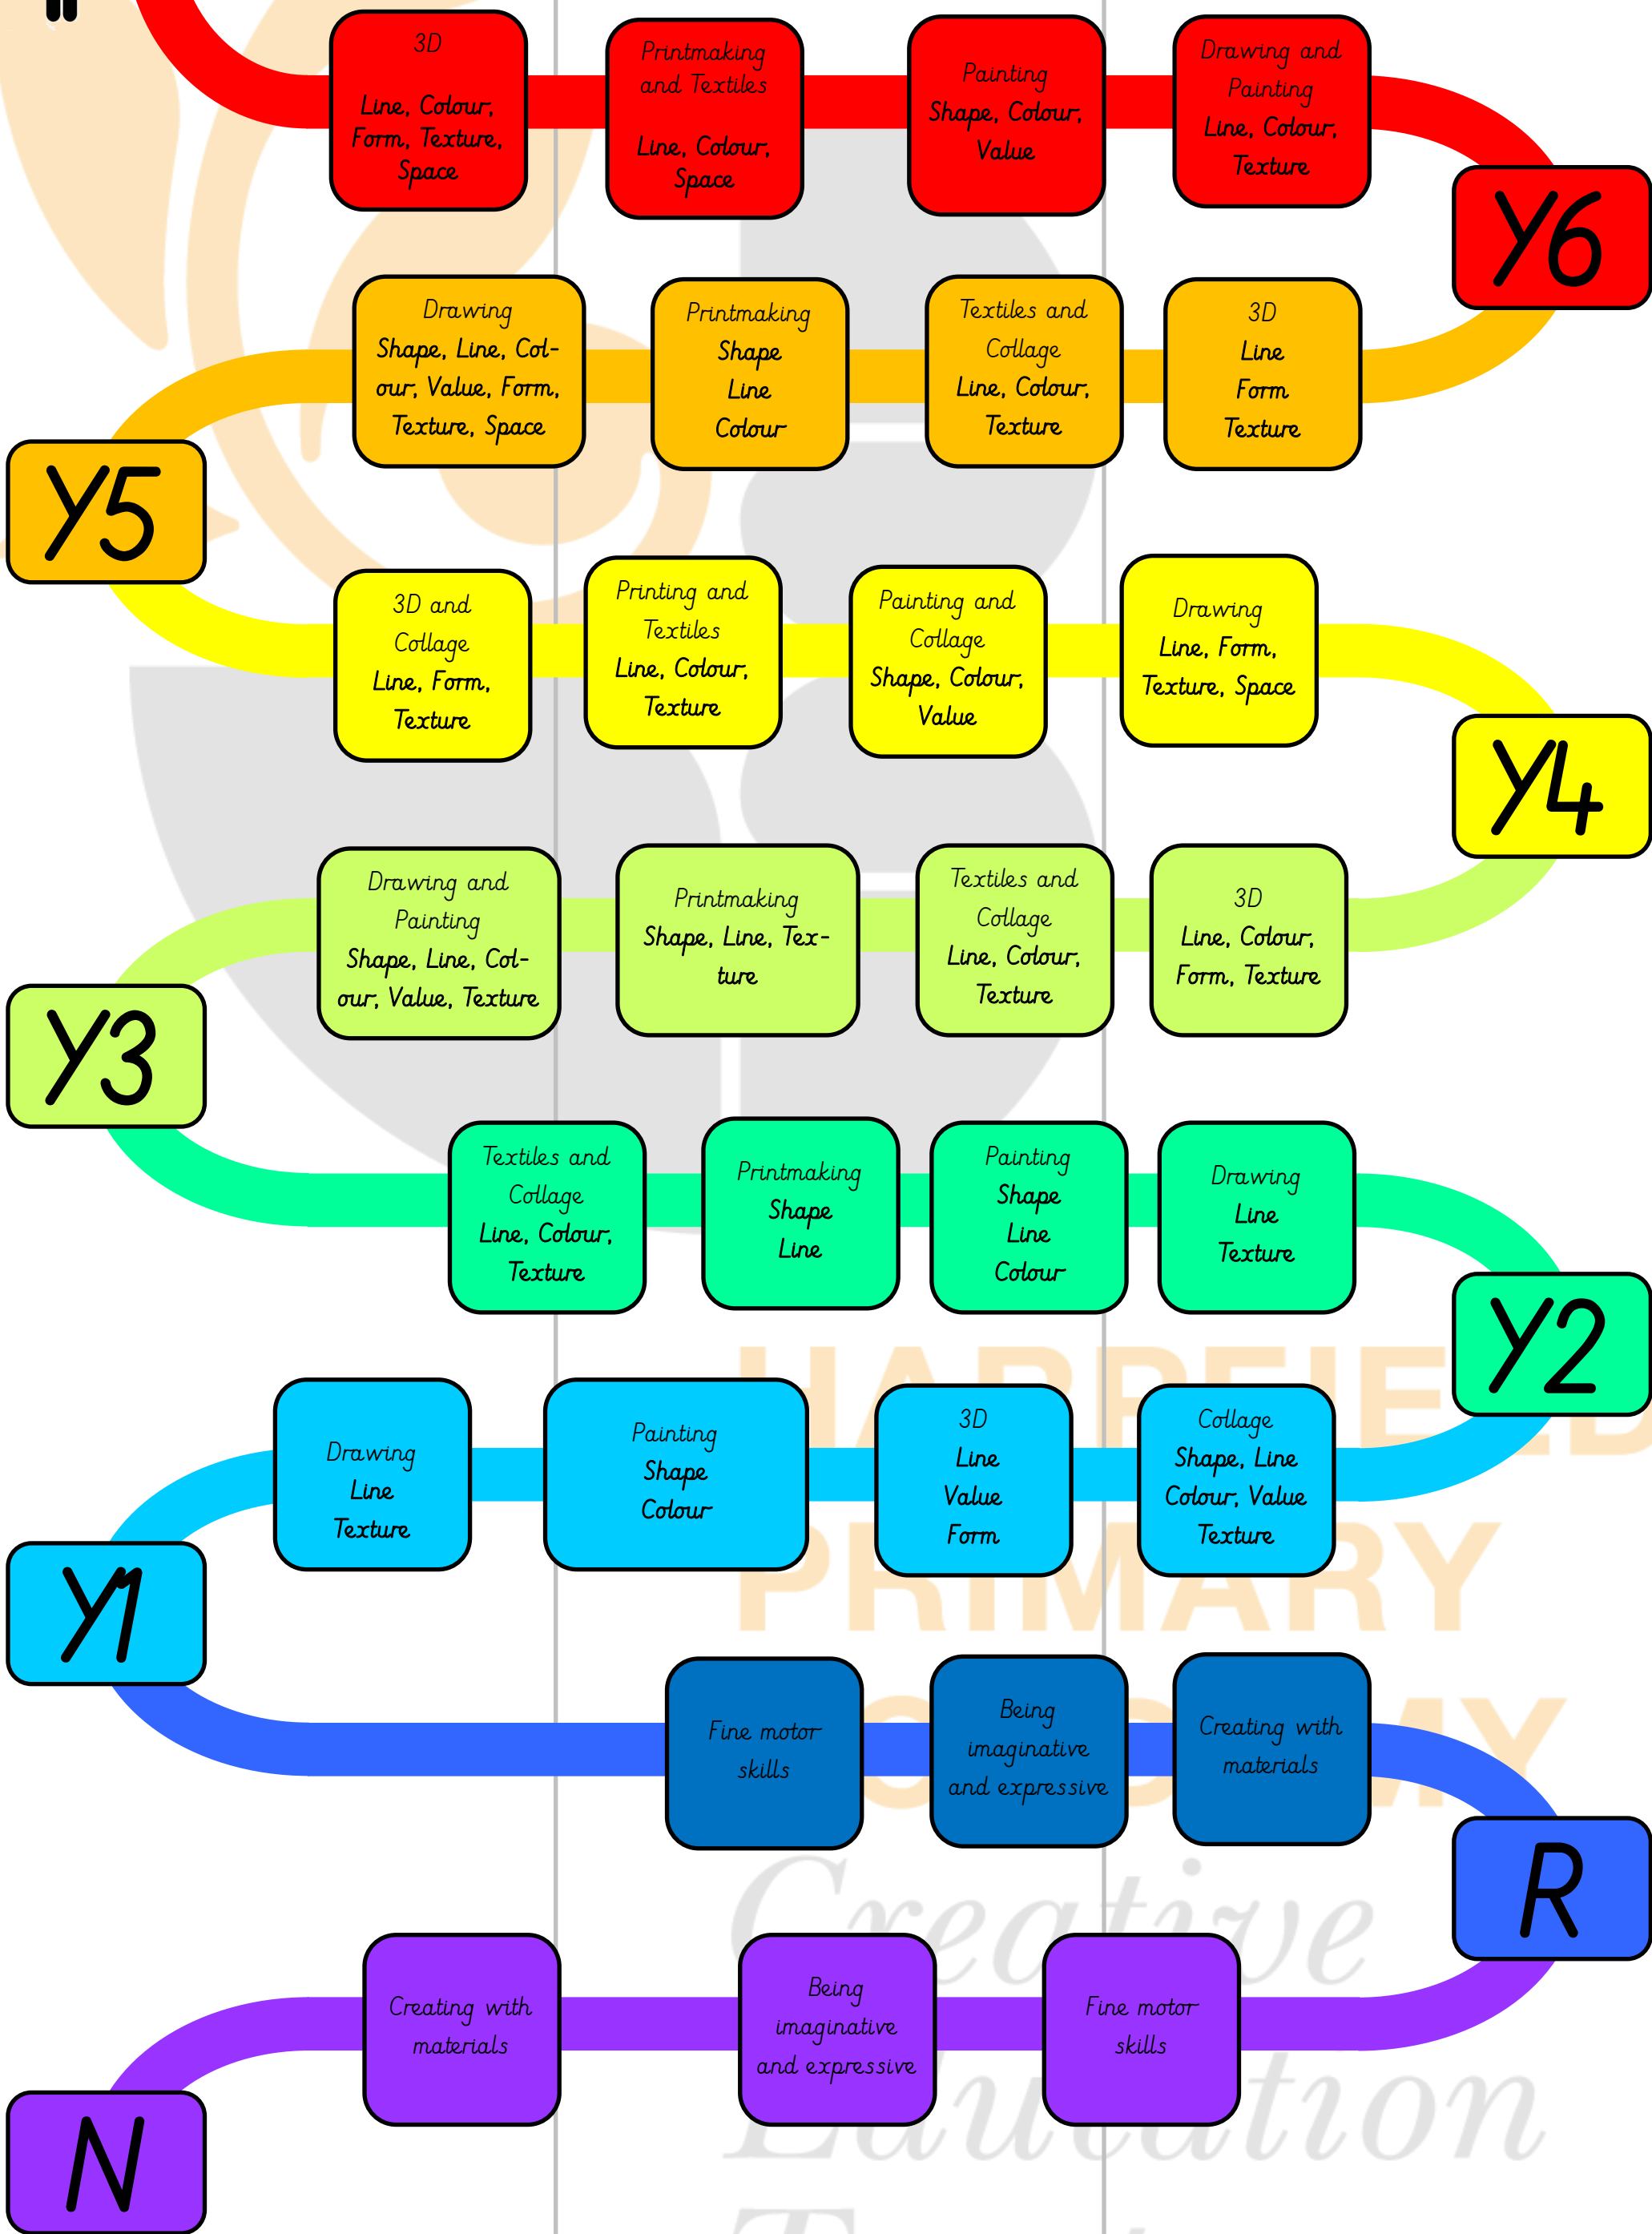 3D
Line, Colour,
Form, Texture,
Space
Printmaking
and Textiles
Line, Colour,
Space
Painting
Shape, Colour,
Value
Drawing and
Painting
Line, Colour,
Texture
Y6
Drawing
Shape, Line, Col-
our, Value, Form,
Texture, Space
Printmaking
Shape
Line
Colour
Textiles and
Collage
Line, Colour,
Texture
3D
Line
Form
Texture
Y5
3D and
Collage
Line, Form,
Texture
Printing and
Textiles
Line, Colour,
Texture
Painting and
Collage
Shape, Colour,
Value
Drawing
Line, Form,
Texture, Space
Y4
Drawing and
Painting
Shape, Line, Col-
our, Value, Texture
Printmaking
Shape, Line, Tex-
ture
Textiles and
Collage
Line, Colour,
Texture
3D
Line, Colour,
Form, Texture
Y3
Textiles and
Collage
Line, Colour,
Texture
Printmaking
Shape
Line
Painting
Shape
Line
Colour
Drawing
Line
Texture
Y2
Drawing
Line
Texture
Painting
Shape
Colour
3D
Line
Value
Form
Collage
Shape, Line
Colour, Value
Texture
Y1
PRIMARY
Fine motor
skills
Being
imaginative
and expressive
Creating with
materials
R
Creative
Creating with
materials
Being
imaginative
and expressive
Fine motor
skills
Education
N